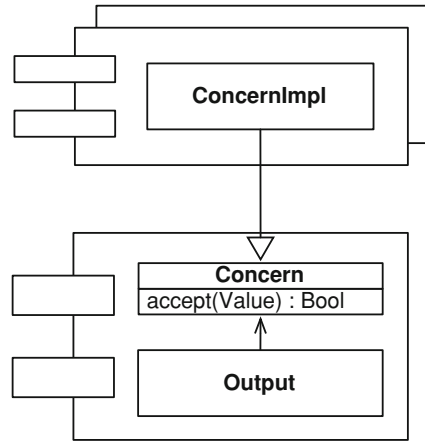 ConcernImpl
Concern
accept(Value) : Bool
Output